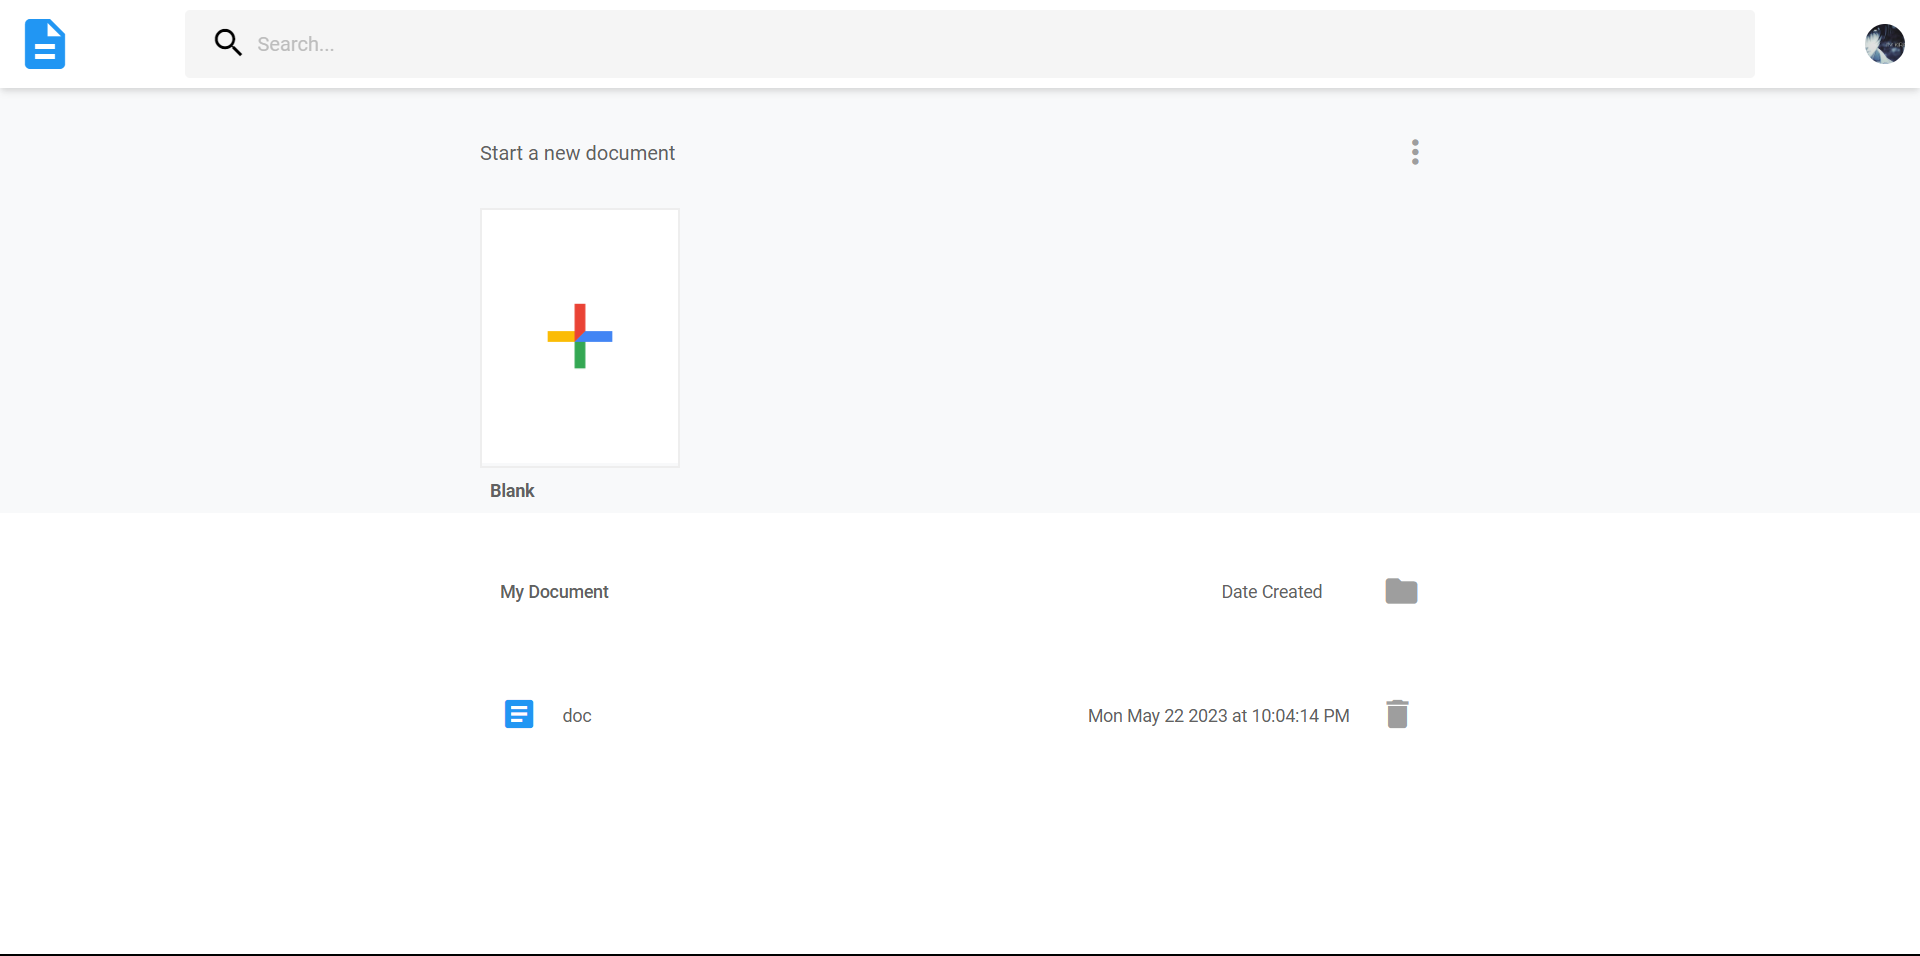 Search...
Start a new document
Blank
My Document Date Created
doc Mon May 22 2023 at 10:04:14 PM